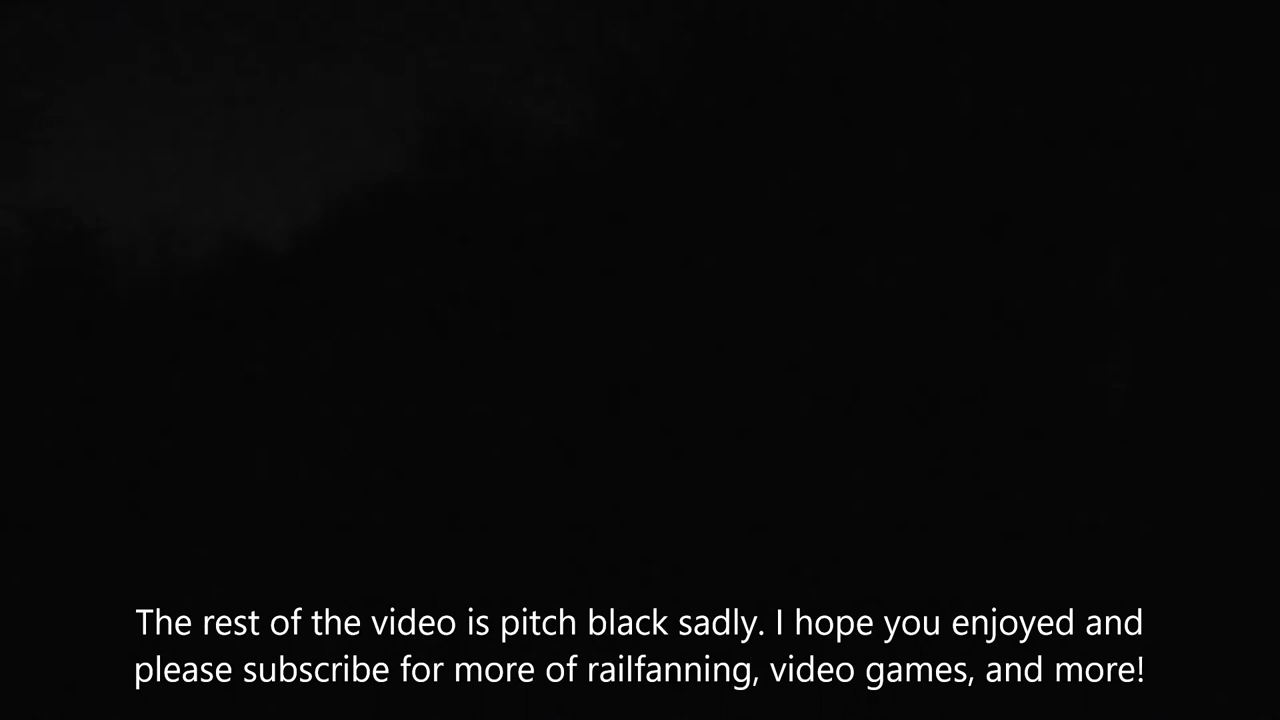 The rest of the video is pitch black sadly. I hope you enjoyed and
please subscribe for more of railfanning, video games, and more!